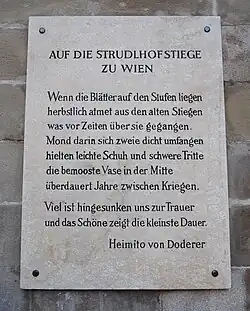 AUF DIE STRUDLHOFSTIEGE
ZU WIEN
Wenn die Blätter auf den Stufen liegen
herbstlich atmet aus den alten Stiegen
was vor Zeiten über sie gegangen.
Mond darin sich zweie dicht umfangen
hielten leichte Schuh und schwere Tritte
die bemooste Vase in der Mitte
überdauert Jahre zwischen Kriegen.
Viel ist hingesunken uns zur Trauer
und das Schöne zeigt die kleinste Dauer.
Heimito von Doderer